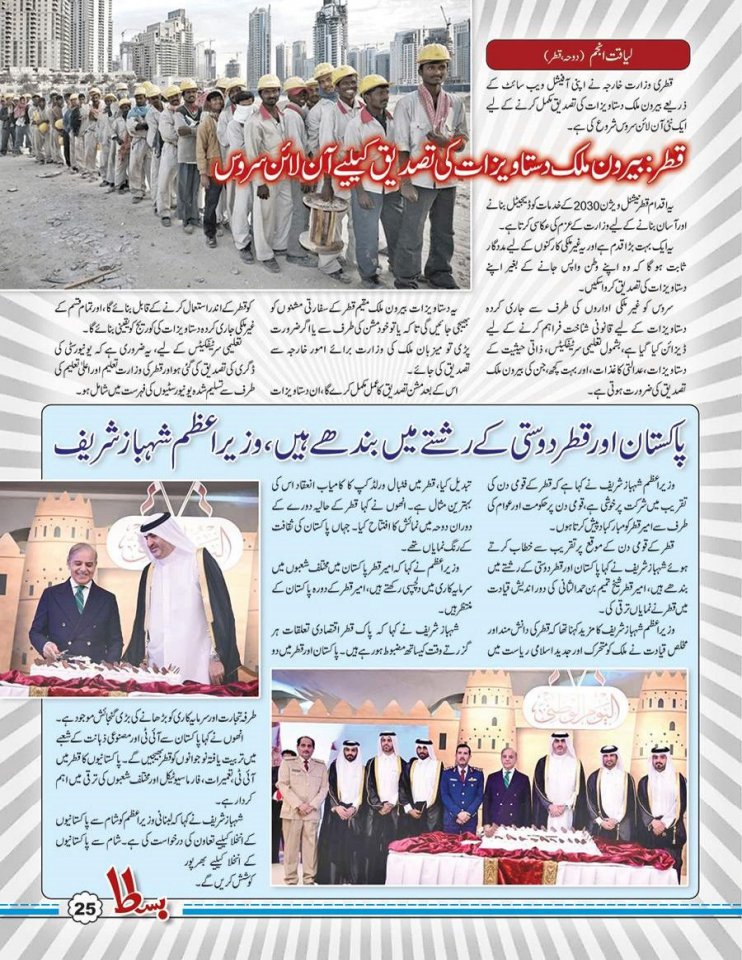 لیاقت انجم (دوحہ، قطر)
قطری وزارت خارجہ نے اپنی آفیشل ویب سائٹ کے
ذریعے بیرون ملک دستاویزات کی تصدیق مکمل کرنے کے لیے
ایک نئی آن لائن سروس شروع کی ہے۔
قطر: بیرون ملک دستاویزات کی تصدیق کیلیے آن لائن سروس
یہ اقدام قطر نیشنل ویژن 2030 کے خدمات کو ڈیجیٹل بنانے
اور آسان بنانے کے لیے وزارت کے عزم کی عکاسی کرتا ہے۔
یہ ایک بہت بڑا قدم ہے اور یہ غیر ملکی کارکنوں کے لیے مددگار
ثابت ہوگا کہ وہ اپنے وطن واپس جانے کے بغیر اپنے
دستاویزات کی تصدیق کروا سکیں۔
سروس کو غیر ملکی اداروں کی طرف سے جاری کردہ
دستاویزات کے لیے قانونی شناخت فراہم کرنے کے لیے
ڈیزائن کیا گیا ہے، بشمول تعلیمی سرٹیفکیٹس، ذاتی حیثیت کے
دستاویزات، عدالتی کاغذات، اور بہت کچھ، جن کی بیرون ملک
تصدیق کی ضرورت ہوتی ہے۔
یہ دستاویزات بیرون ملک مقیم قطر کے سفارتی مشنوں کو
بھیجی جائیں گی تاکہ یا تو خود مشن کی طرف سے یا اگر ضرورت
پڑی تو میزبان ملک کی وزارت برائے امور خارجہ سے
تصدیق کی جائے۔
اس کے بعد مشن تصدیق کا عمل مکمل کرے گا، ان دستاویزات
کو قطر کے اندر استعمال کرنے کے قابل بنائے گا، اور تمام قسم کے
غیر ملکی جاری کردہ دستاویزات کی کوریج کو یقینی بنائے گا۔
تعلیمی سرٹیفکیٹس کے لیے، یہ ضروری ہے کہ یونیورسٹی کی
ڈگری کی تصدیق کی گئی ہو اور قطر کی وزارت تعلیم اور اعلیٰ تعلیم کی
طرف سے تسلیم شدہ یونیورسٹیوں کی فہرست میں شامل ہو۔
پاکستان اور قطر دوستی کے رشتے میں بندھے ہیں، وزیراعظم شہباز شریف
وزیراعظم شہباز شریف نے کہا ہے کہ قطر کے قومی دن کی
تقریب میں شرکت پر خوشی ہے، قومی دن پر حکومت اور عوام کی
طرف سے امیر قطر کو مبارکباد پیش کرتا ہوں۔
قطر کے قومی دن کے موقع پر تقریب سے خطاب کرتے
ہوئے شہباز شریف نے کہا پاکستان اور قطر دوستی کے رشتے میں
بندھے ہیں، امیر قطر شیخ تمیم بن حمد الثانی کی دور اندیش قیادت
میں قطر نے نمایاں ترقی کی۔
وزیراعظم شہباز شریف کا مزید کہنا تھا کہ قطر کی دانش مند اور
مخلص قیادت نے ملک کو متحرک اور جدید اسلامی ریاست میں
تبدیل کیا، قطر میں فٹبال ورلڈ کپ کا کامیاب انعقاد اس کی
بہترین مثال ہے۔ انھوں نے کہا قطر کے حالیہ دورے کے
دوران دوحہ میں نمائش کا افتتاح کیا۔ جہاں پاکستان کی ثقافت
کے رنگ نمایاں تھے۔
وزیراعظم نے کہا کہ امیر قطر پاکستان میں مختلف شعبوں میں
سرمایہ کاری میں دلچسپی رکھتے ہیں، امیر قطر کے دورہ پاکستان کے
منتظر ہیں۔
شہباز شریف نے کہا کہ پاک قطر اقتصادی تعلقات ہر
گزرتے وقت کیساتھ مضبوط ہو رہے ہیں۔ پاکستان اور قطر میں دو
طرفہ تجارت اور سرمایہ کاری کو بڑھانے کی بڑی گنجائش موجود ہے۔
انھوں نے کہا پاکستان سے آئی ٹی اور مصنوعی ذہانت کے شعبے
میں تربیت یافتہ نوجوانوں کو قطر بھیجیں گے۔ پاکستانیوں کا قطر میں
آئی ٹی، تعمیرات، فارماسیوٹیکل اور مختلف شعبوں کی ترقی میں اہم
کردار ہے۔
شہباز شریف نے کہا کہ لبنانی وزیراعظم کو شام سے پاکستانیوں
کے انخلا کیلیے تعاون کی درخواست کی ہے۔ شام سے پاکستانیوں
کے انخلا کیلیے بھرپور
کوشش کریں گے۔
اليوم الوطني
25